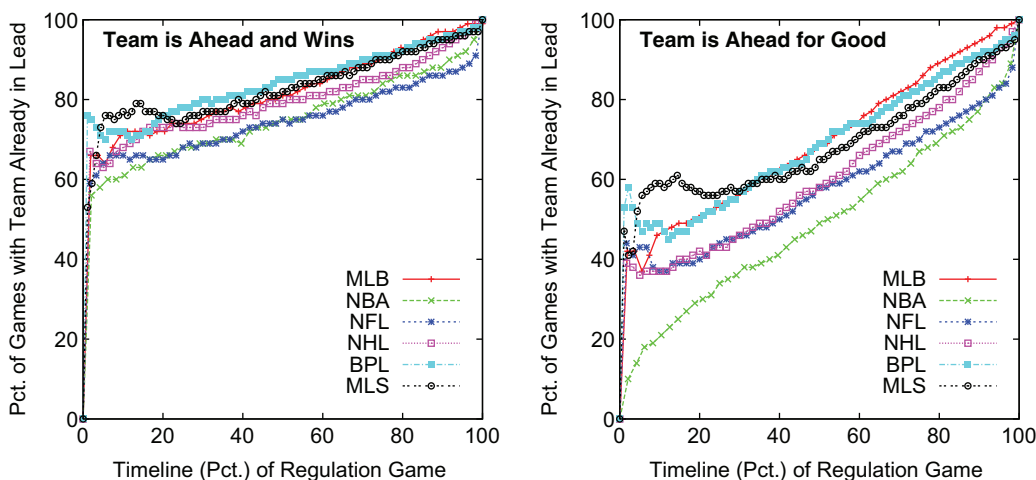 Pct. of Games with Team Already in Lead
100
80
60
40
20
0
Team is Ahead and Wins
MLB
NBA
NFL
NHL
BPL
MLS
0 20 40 60 80 100
Timeline (Pct.) of Regulation Game
Pct. of Games with Team Already in Lead
100
80
60
40
20
0
Team is Ahead for Good
MLB
NBA
NFL
NHL
BPL
MLS
0 20 40 60 80 100
Timeline (Pct.) of Regulation Game